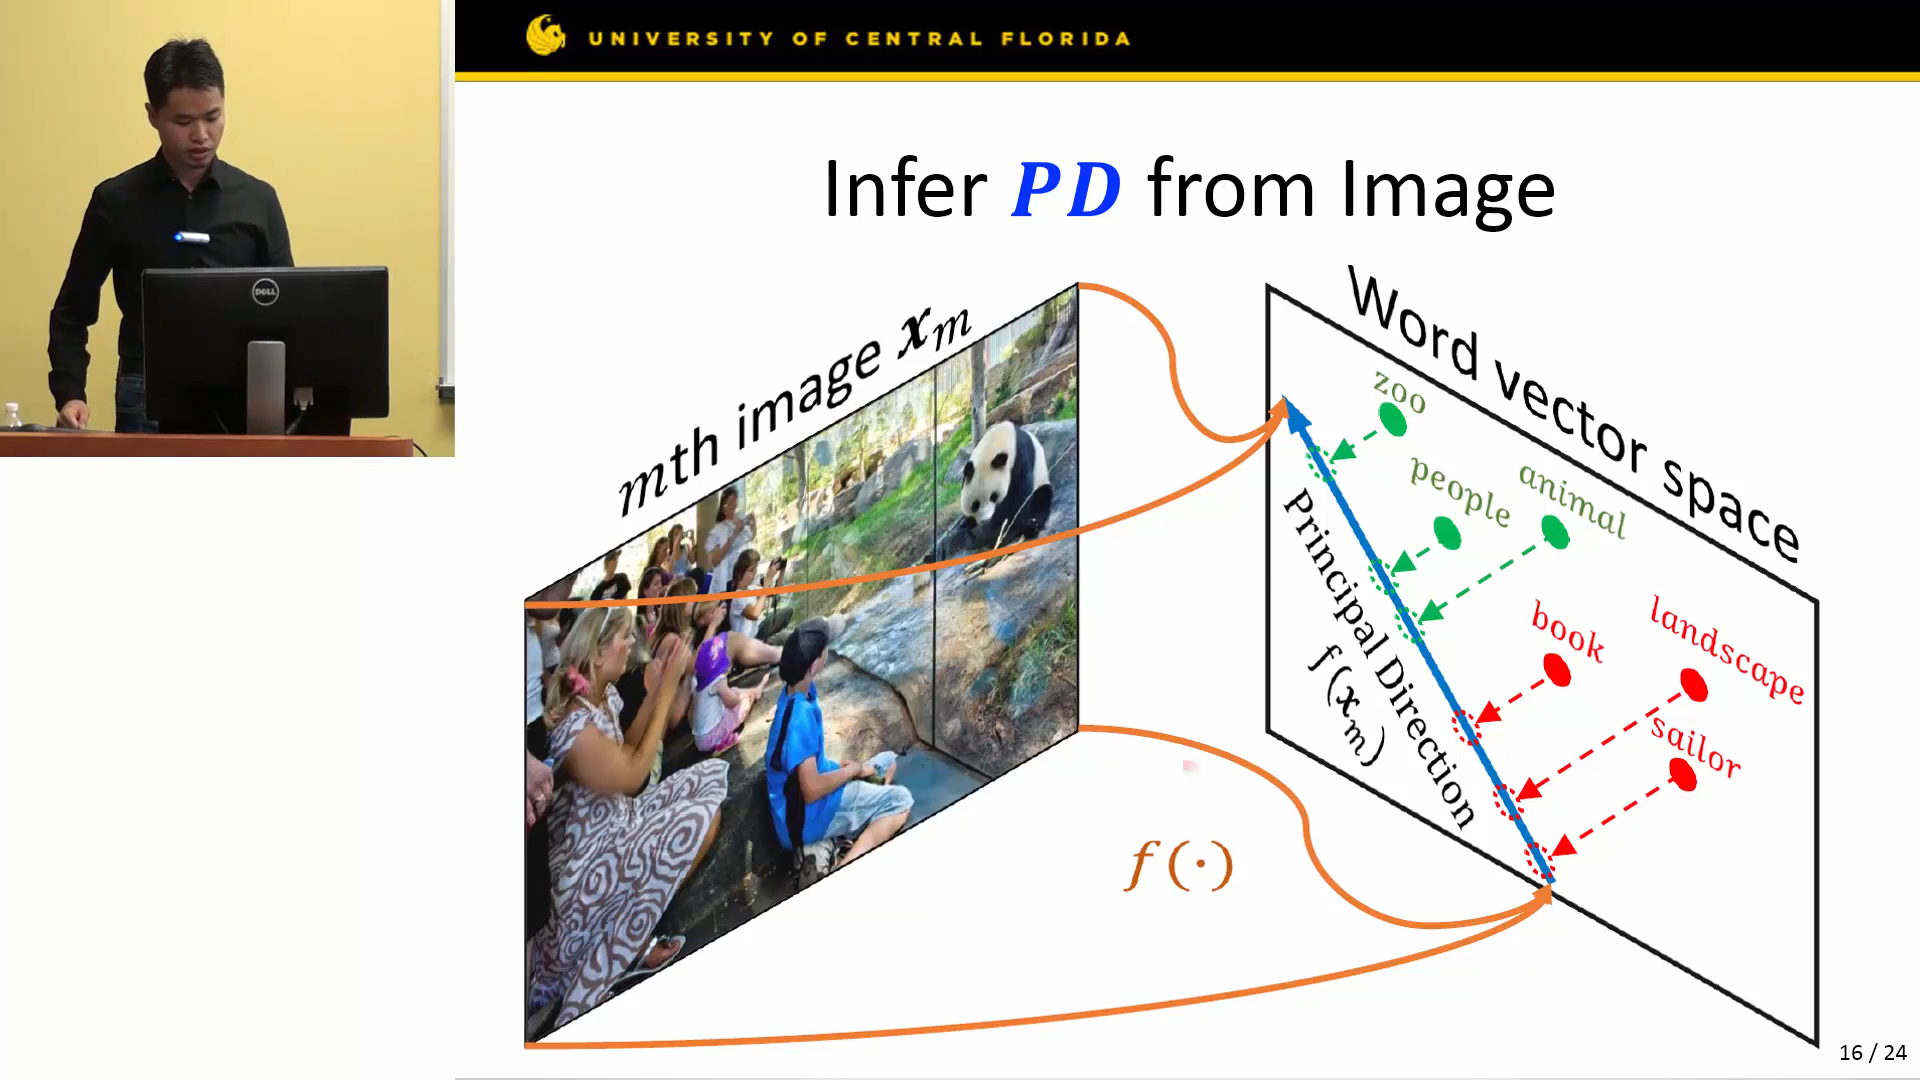 UNIVERSITY OF CENTRAL FLORIDA
Infer PD from Image
mth image xₘ
Word vector space
zoo
people
animal
book
landscape
sailor
Principal Direction
f(xₘ)
f(·)
DELL
16 / 24